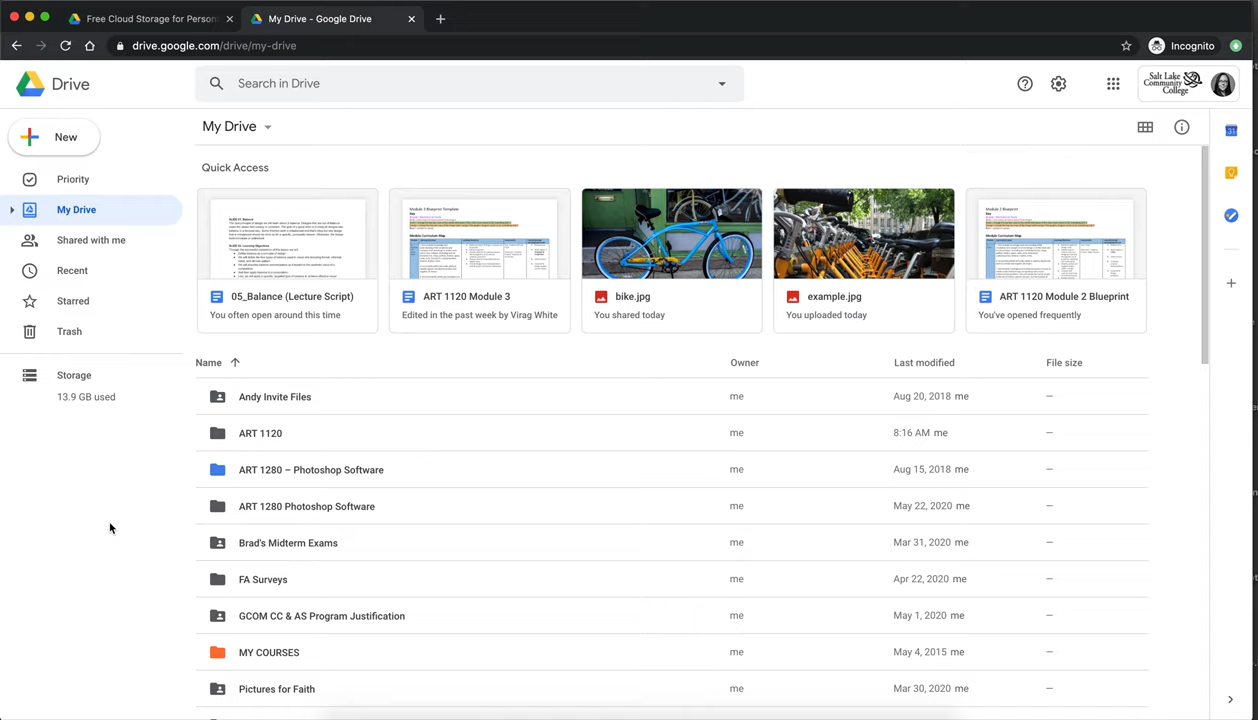 Free Cloud Storage for Person
My Drive - Google Drive
drive.google.com/drive/my-drive
Incognito
Drive
Search in Drive
Salt Lake
Community
College
New
My Drive
Priority
My Drive
Shared with me
Recent
Starred
Trash
Storage
13.9 GB used
Quick Access
05_Balance (Lecture Script)
You often open around this time
Module 3 Blueprint Template
ART 1120 Module 3
Edited in the past week by Virag White
bike.jpg
You shared today
example.jpg
You uploaded today
Module 2 Blueprint
ART 1120 Module 2 Blueprint
You've opened frequently
Name Owner Last modified File size
Andy Invite Files me Aug 20, 2018 me —
ART 1120 me 8:16 AM me —
ART 1280 – Photoshop Software me Aug 15, 2018 me —
ART 1280 Photoshop Software me May 22, 2020 me —
Brad's Midterm Exams me Mar 31, 2020 me —
FA Surveys me Apr 22, 2020 me —
GCOM CC & AS Program Justification me May 1, 2020 me —
MY COURSES me May 4, 2015 me —
Pictures for Faith me Mar 30, 2020 me —